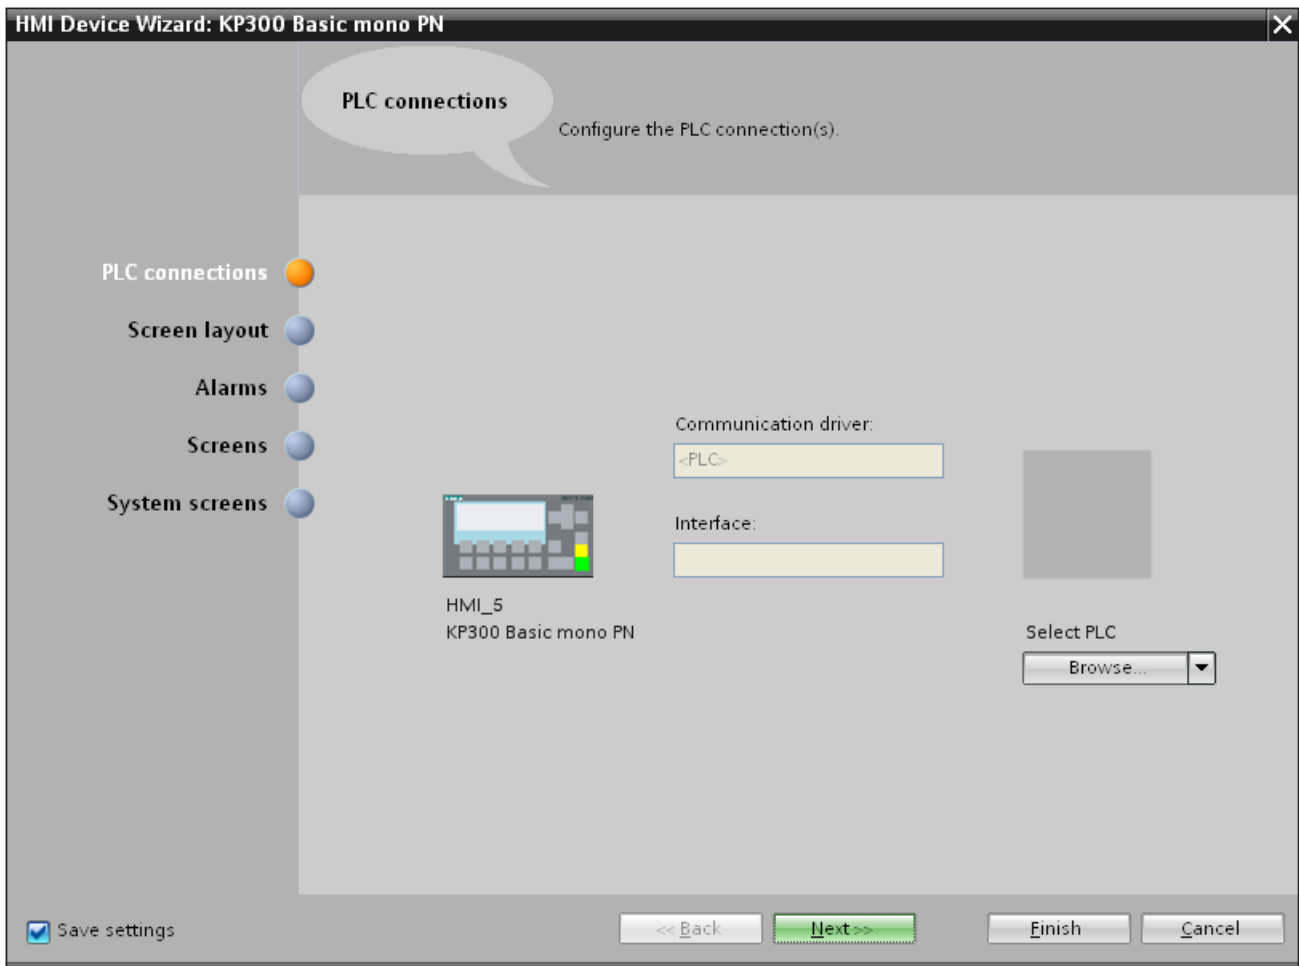 HMI Device Wizard: KP300 Basic mono PN
PLC connections
Configure the PLC connection(s).
PLC connections
Screen layout
Alarms
Screens
System screens
Communication driver:
<PLC>
Interface:
HMI_5
KP300 Basic mono PN
Select PLC
Browse...
Save settings
<< Back
Next >>
Finish
Cancel